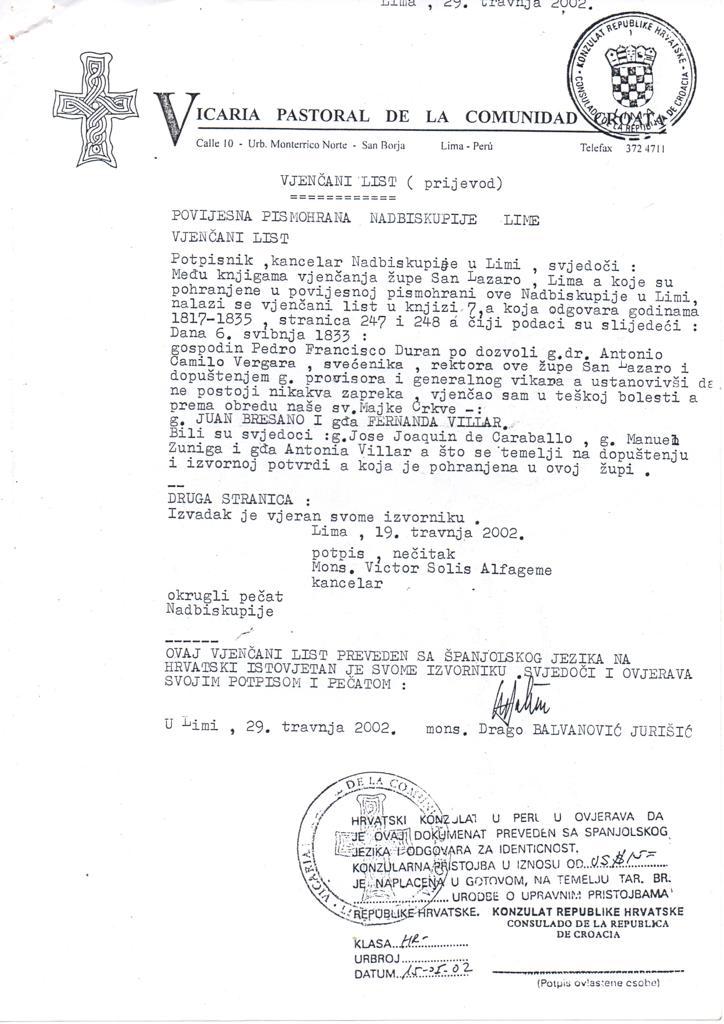 Lima , 29. travnja 2002.
KONZULAT REPUBLIKE HRVATSKE
CONSULADO DE LA REPUBLICA DE CROACIA
VICARIA PASTORAL DE LA COMUNIDAD CROATA
Calle 10 - Urb. Monterrico Norte - San Borja Lima - Perú Telefax 372 4711
VJENČANI LIST ( prijevod)
============
POVIJESNA PISMOHRANA NADBISKUPIJE LIME
VJENČANI LIST
Potpisnik ,kancelar Nadbiskupije u Limi , svjedoči :
Među knjigama vjenčanja župe San Lazaro , Lima a koje su
pohranjene u povijesnoj pismohrani ove Nadbiskupije u Limi,
nalazi se vjenčani list u knjizi 7,a koja odgovara godinama
1817-1835 , stranica 247 i 248 a čiji podaci su slijedeći :
Dana 6. svibnja 1833 :
gospodin Pedro Francisco Duran po dozvoli g.dr. Antonio
Camilo Vergara , svećenika , rektora ove župe San Lazaro i
dopuštenjem g. provisora i generalnog vikara a ustanovivši da
ne postoji nikakva zapreka , vjenčao sam u teškoj bolesti a
prema obredu naše sv.Majke Crkve -:
g. JUAN BRESANO I gđa FERNANDA VILLAR.
Bili su svjedoci :g.Jose Joaquin de Caraballo , g. Manuel
Zuniga i gđa Antonia Villar a što se temelji na dopuštenju
i izvornoj potvrdi a koja je pohranjena u ovoj župi .
--
DRUGA STRANICA :
Izvadak je vjeran svome izvorniku .
Lima , 19. travnja 2002.
potpis , nečitak
Mons. Victor Solis Alfageme
kancelar
okrugli pečat
Nadbiskupije
------
OVAJ VJENČANI LIST PREVEDEN SA ŠPANJOLSKOG JEZIKA NA
HRVATSKI ISTOVJETAN JE SVOME IZVORNIKU .SVJEDOČI I OVJERAVA
SVOJIM POTPISOM I PEČATOM :
U Limi , 29. travnja 2002. mons. Drago BALVANOVIĆ JURIŠIĆ
VICARIA DE LA COMUNI
HRVATSKI KONZULAT U PERU U OVJERAVA DA
JE OVAJ DOKUMENAT PREVEDEN SA SPANJOLSKOG
JEZIKA I ODGOVARA ZA IDENTICNOST.
KONZULARNA PRISTOJBA U IZNOSU OD..US$15=
JE NAPLACENA U GOTOVOM, NA TEMELJU TAR. BR.
.................. URODBE O UPRAVNIM PRISTOJBAMA
REPUBLIKE HRVATSKE. KONZULAT REPUBLIKE HRVATSKE
CONSULADO DE LA REPUBLICA
DE CROACIA
KLASA..HR-............
URBROJ..................
DATUM..15-05-02
(Potpis ovlastene osobe)